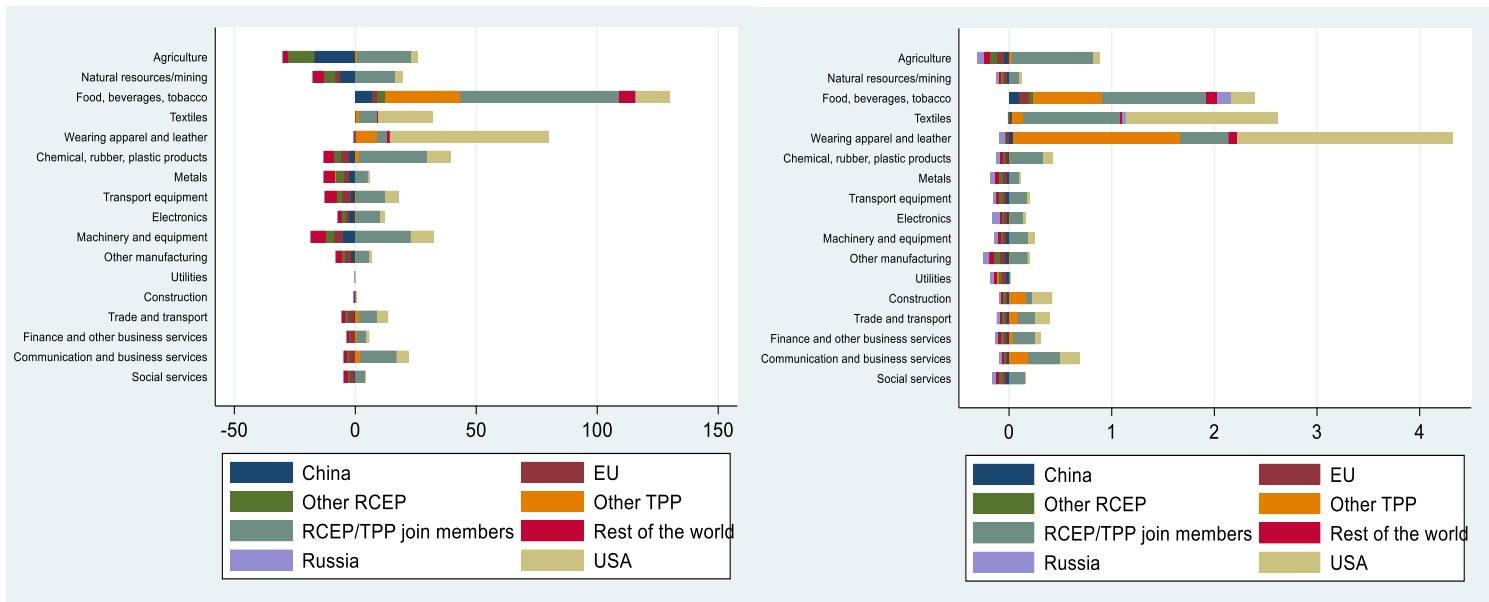 Agriculture
Natural resources/mining
Food, beverages, tobacco
Textiles
Wearing apparel and leather
Chemical, rubber, plastic products
Metals
Transport equipment
Electronics
Machinery and equipment
Other manufacturing
Utilities
Construction
Trade and transport
Finance and other business services
Communication and business services
Social services
-50 0 50 100 150
China EU
Other RCEP Other TPP
RCEP/TPP join members Rest of the world
Russia USA
Agriculture
Natural resources/mining
Food, beverages, tobacco
Textiles
Wearing apparel and leather
Chemical, rubber, plastic products
Metals
Transport equipment
Electronics
Machinery and equipment
Other manufacturing
Utilities
Construction
Trade and transport
Finance and other business services
Communication and business services
Social services
0 1 2 3 4
China EU
Other RCEP Other TPP
RCEP/TPP join members Rest of the world
Russia USA